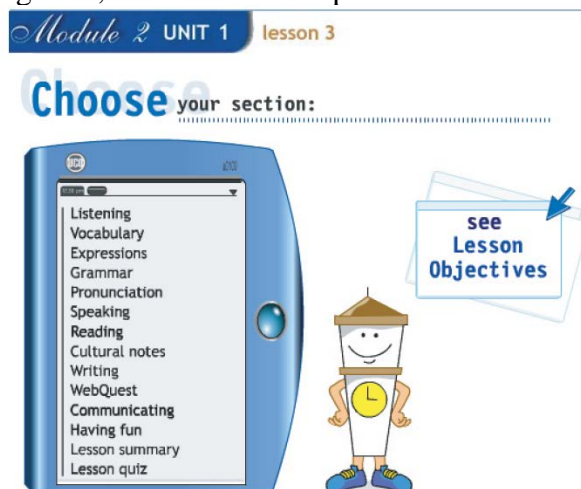 Module 2 UNIT 1 lesson 3
Choose your section:
Listening
Vocabulary
Expressions
Grammar
Pronunciation
Speaking
Reading
Cultural notes
Writing
WebQuest
Communicating
Having fun
Lesson summary
Lesson quiz
see
Lesson
Objectives